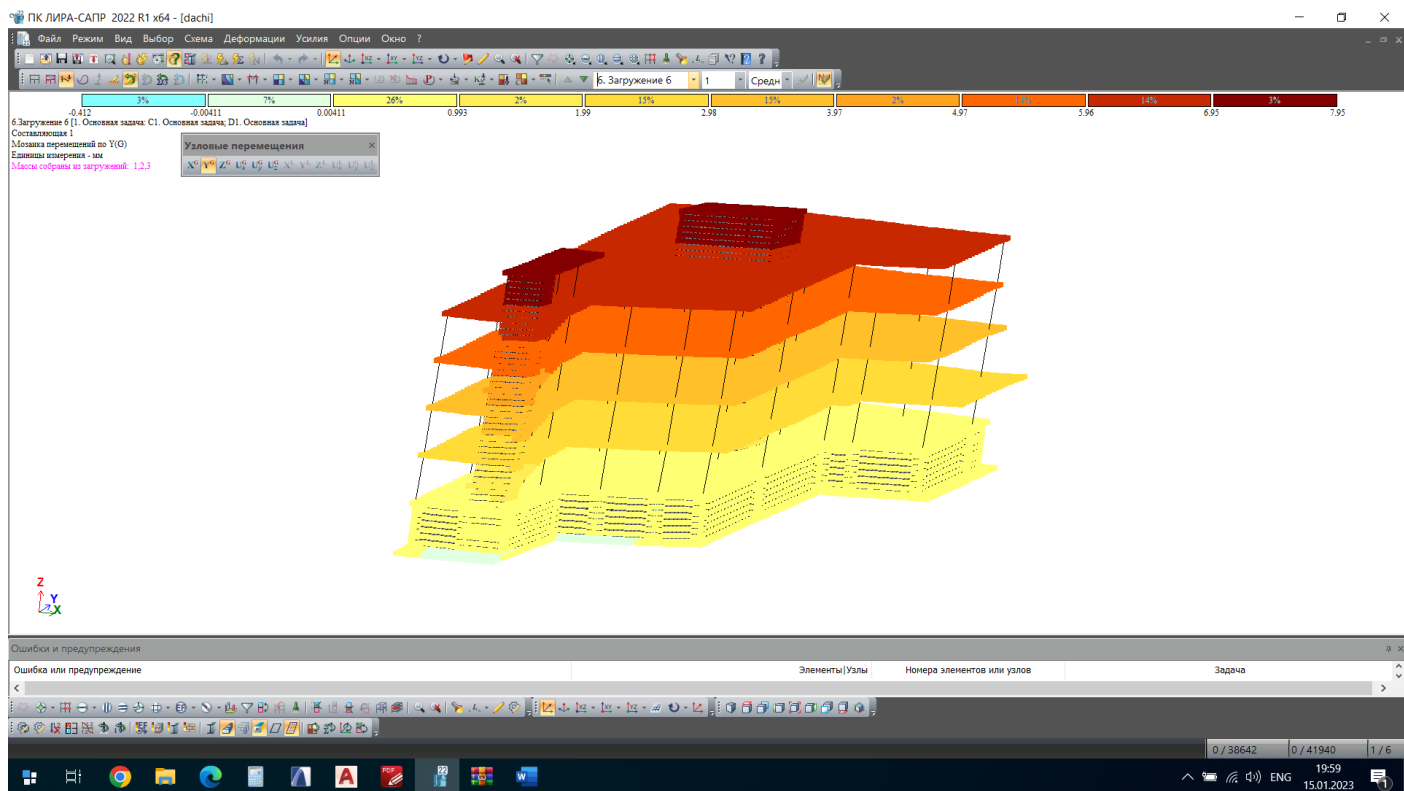 ПК ЛИРА-САПР 2022 R1 x64 - [dachi]
Файл Режим Вид Выбор Схема Деформации Усилия Опции Окно ?
6. Загружение 6 1 Средн
3% 7% 26% 2% 15% 15% 2% 14% 14% 3%
-0.412 -0.00411 0.00411 0.993 1.99 2.98 3.97 4.97 5.96 6.95 7.95
6.Загружение 6 [1. Основная задача: C1. Основная задача; D1. Основная задача]
Составляющая 1
Мозаика перемещений по Y(G)
Единицы измерения - мм
Массы собраны из загружений: 1,2,3
Узловые перемещения
Z
Y
X
Ошибки и предупреждения
Ошибка или предупреждение Элементы|Узлы Номера элементов или узлов Задача
0 / 38642 0 / 41940 1 / 6
PDF 22 W
ENG 19:59
15.01.2023